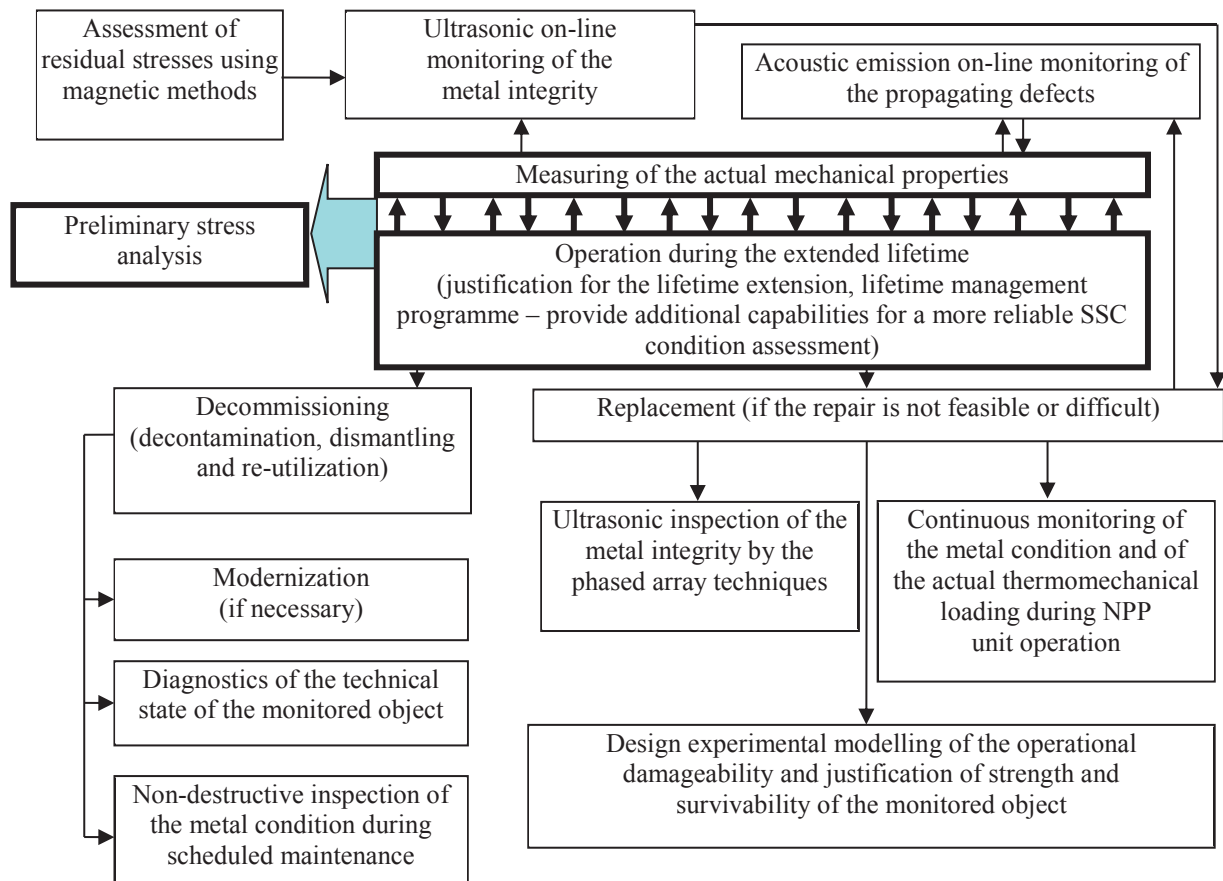 Assessment of
residual stresses using
magnetic methods
Ultrasonic on-line
monitoring of the
metal integrity
Acoustic emission on-line monitoring of
the propagating defects
Measuring of the actual mechanical properties
Preliminary stress
analysis
Operation during the extended lifetime
(justification for the lifetime extension, lifetime management
programme – provide additional capabilities for a more reliable SSC
condition assessment)
Decommissioning
(decontamination, dismantling
and re-utilization)
Replacement (if the repair is not feasible or difficult)
Ultrasonic inspection of the
metal integrity by the
phased array techniques
Continuous monitoring of
the metal condition and of
the actual thermomechanical
loading during NPP
unit operation
Modernization
(if necessary)
Diagnostics of the technical
state of the monitored object
Design experimental modelling of the operational
damageability and justification of strength and
survivability of the monitored object
Non-destructive inspection of
the metal condition during
scheduled maintenance